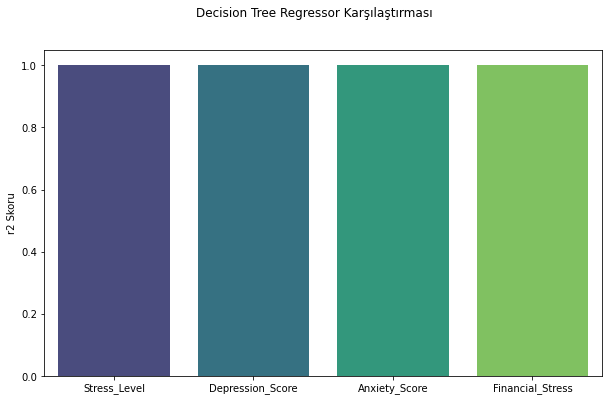 Decision Tree Regressor Karşılaştırması
1.0
0.8
0.6
0.4
0.2
0.0
r2 Skoru
Stress_Level Depression_Score Anxiety_Score Financial_Stress